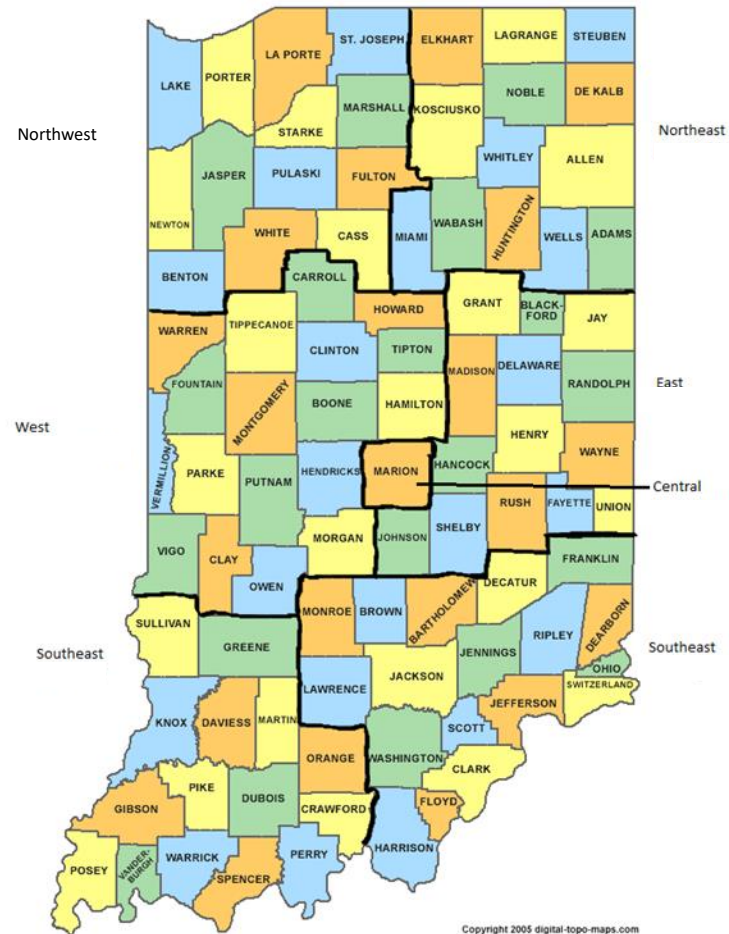 ST. JOSEPH
ELKHART
LAGRANGE
STEUBEN
LA PORTE
LAKE
PORTER
NOBLE
DE KALB
MARSHALL
KOSCIUSKO
STARKE
Northwest
Northeast
WHITLEY
ALLEN
JASPER
PULASKI
FULTON
NEWTON
WHITE
CASS
MIAMI
WABASH
HUNTINGTON
WELLS
ADAMS
BENTON
CARROLL
GRANT
BLACK-
FORD
JAY
HOWARD
WARREN
TIPPECANOE
CLINTON
TIPTON
MADISON
DELAWARE
RANDOLPH
East
FOUNTAIN
MONTGOMERY
BOONE
HAMILTON
West
HENRY
WAYNE
VERMILLION
PARKE
PUTNAM
HENDRICKS
MARION
HANCOCK
Central
RUSH
FAYETTE
UNION
SHELBY
JOHNSON
MORGAN
VIGO
CLAY
OWEN
FRANKLIN
DECATUR
MONROE
BROWN
BARTHOLOMEW
DEARBORN
RIPLEY
SULLIVAN
Southeast
GREENE
JENNINGS
Southeast
OHIO
SWITZERLAND
LAWRENCE
JACKSON
JEFFERSON
KNOX
DAVIESS
MARTIN
SCOTT
WASHINGTON
ORANGE
CLARK
PIKE
DUBOIS
GIBSON
CRAWFORD
FLOYD
HARRISON
POSEY
VANDER-
BURGH
WARRICK
PERRY
SPENCER
Copyright 2005 digital-topo-maps.com